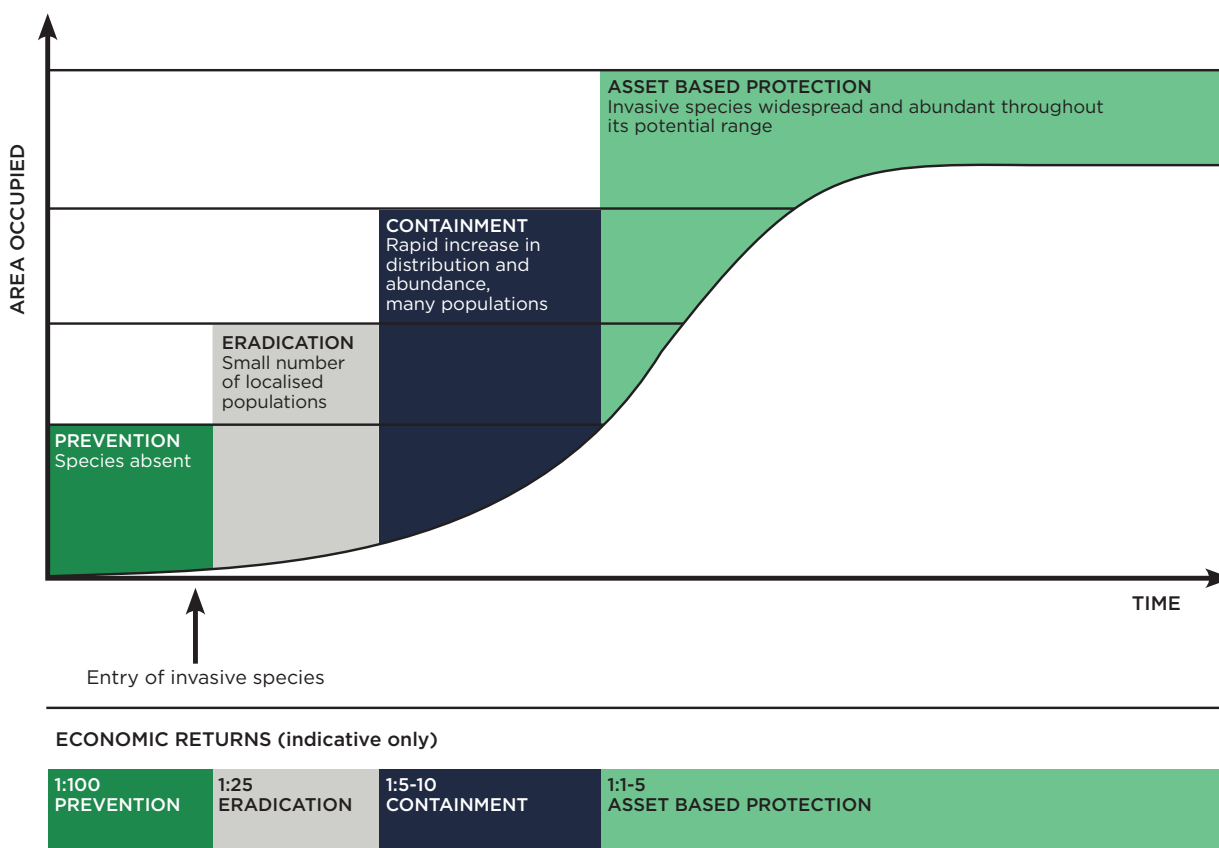 AREA OCCUPIED
ASSET BASED PROTECTION
Invasive species widespread and abundant throughout
its potential range
CONTAINMENT
Rapid increase in
distribution and
abundance,
many populations
ERADICATION
Small number
of localised
populations
PREVENTION
Species absent
TIME
Entry of invasive species
ECONOMIC RETURNS (indicative only)
1:100
PREVENTION
1:25
ERADICATION
1:5-10
CONTAINMENT
1:1-5
ASSET BASED PROTECTION